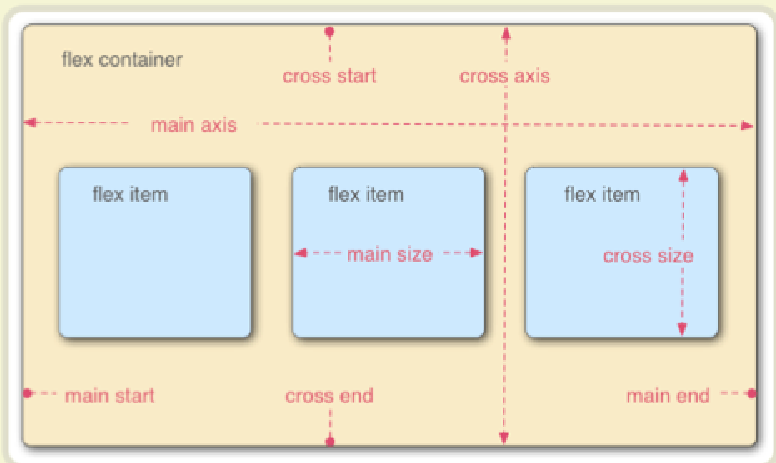 flex container
cross start
cross axis
main axis
flex item
flex item
flex item
main size
cross size
main start
cross end
main end